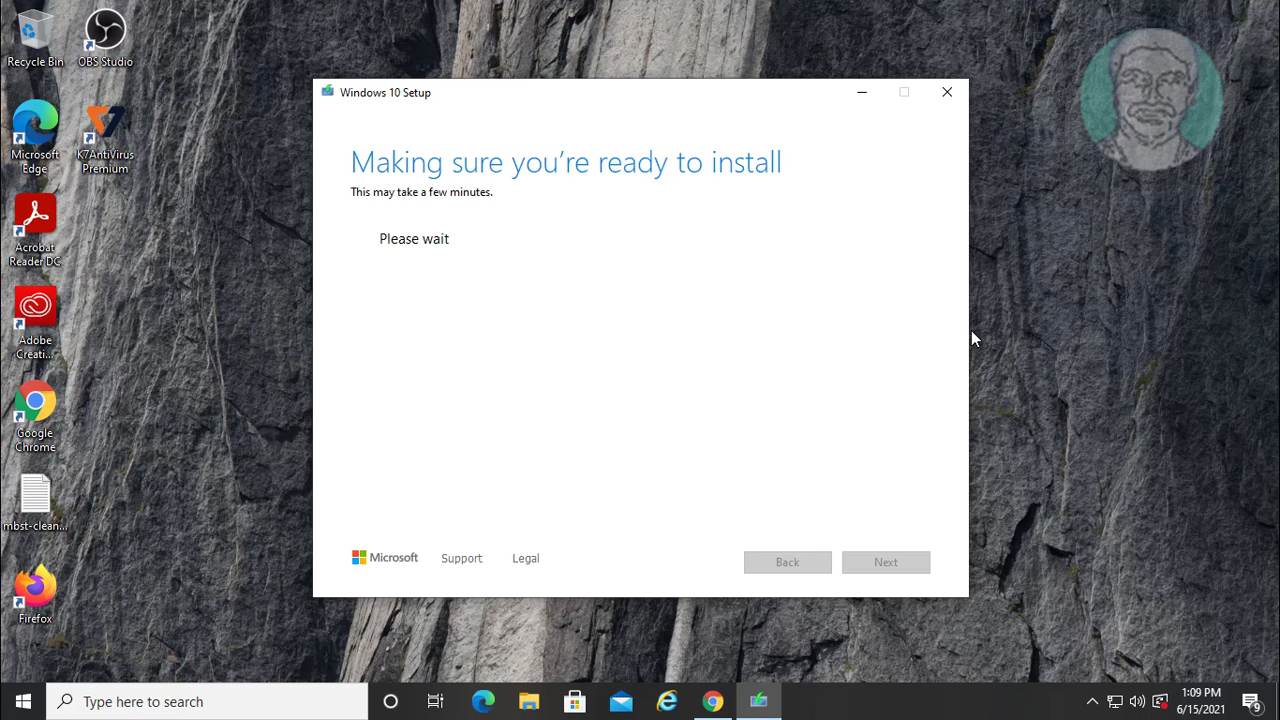 Recycle Bin
OBS Studio
Microsoft
Edge
K7AntiVirus
Premium
Acrobat
Reader DC
Adobe
Creati...
Google
Chrome
mbst-clean...
Firefox
Windows 10 Setup
Making sure you're ready to install
This may take a few minutes.
Please wait
Microsoft
Support
Legal
Back
Next
Type here to search
1:09 PM
6/15/2021
9